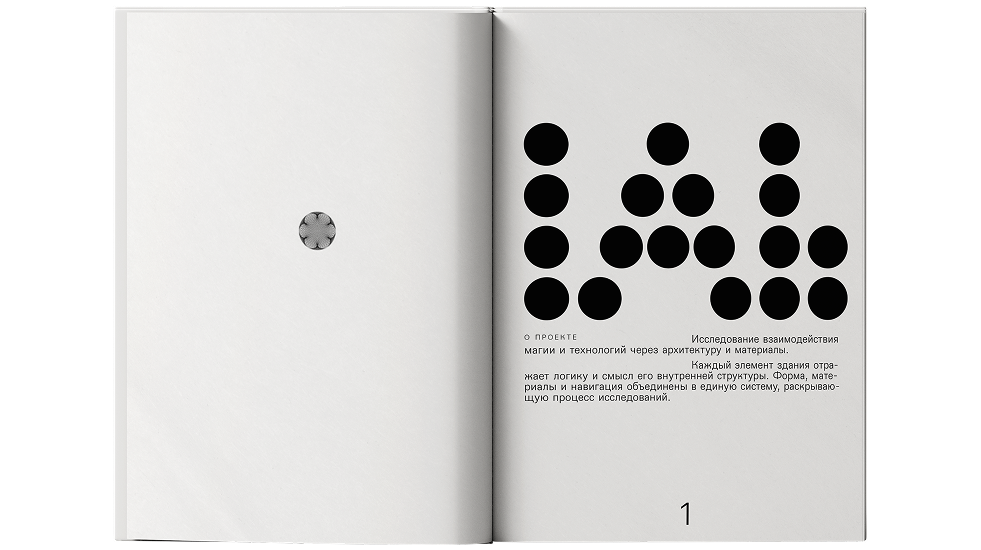 IAL
О ПРОЕКТЕ
Исследование взаимодействия
магии и технологий через архитектуру и материалы.
Каждый элемент здания отра-
жает логику и смысл его внутренней структуры. Форма, мате-
риалы и навигация объединены в единую систему, раскрываю-
щую процесс исследований.
1